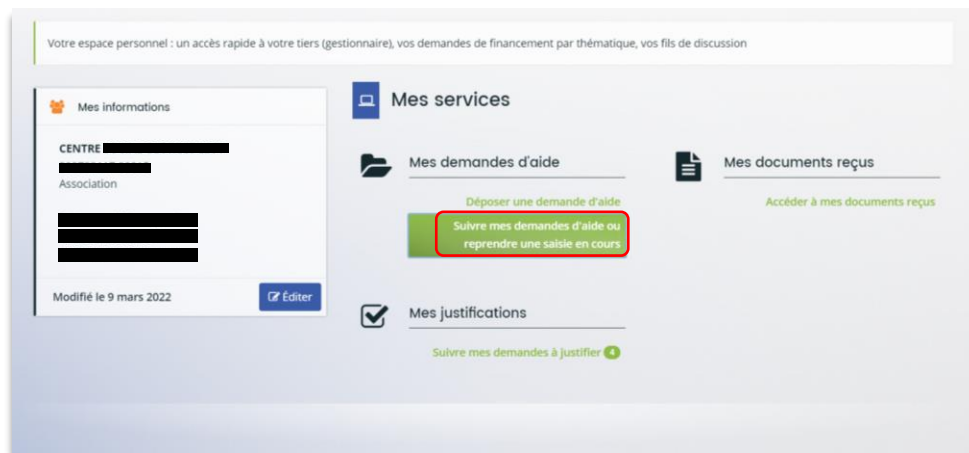 Votre espace personnel : un accès rapide à votre tiers (gestionnaire), vos demandes de financement par thématique, vos fils de discussion
Mes informations
CENTRE
Association
Modifié le 9 mars 2022
Éditer
Mes services
Mes demandes d'aide
Déposer une demande d'aide
Suivre mes demandes d'aide ou
reprendre une saisie en cours
Mes documents reçus
Accéder à mes documents reçus
Mes justifications
Suivre mes demandes à justifier 4